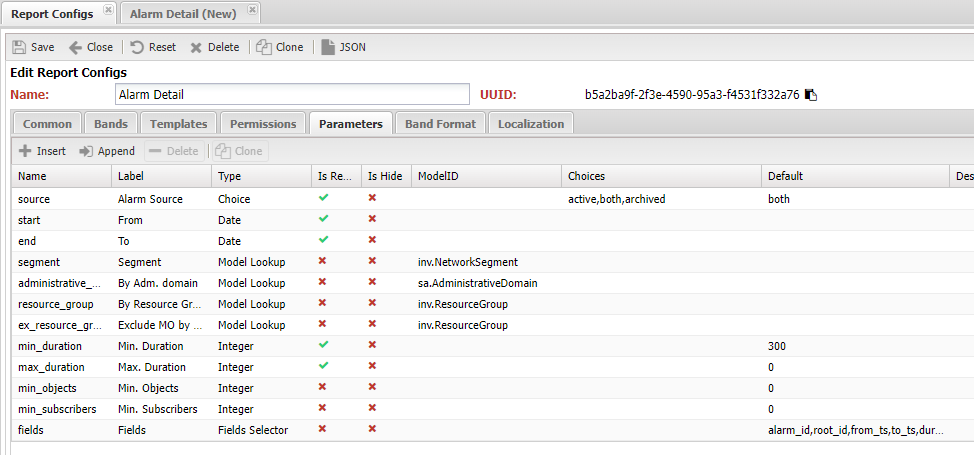 Report Configs Alarm Detail (New)
Save Close Reset Delete Clone JSON
Edit Report Configs
Name: Alarm Detail UUID: b5a2ba9f-2f3e-4590-95a3-f4531f332a76
Common Bands Templates Permissions Parameters Band Format Localization
Insert Append Delete Clone
Name Label Type Is Re... Is Hide ModelID Choices Default Des
source Alarm Source Choice active,both,archived both
start From Date
end To Date
segment Segment Model Lookup inv.NetworkSegment
administrative_... By Adm. domain Model Lookup sa.AdministrativeDomain
resource_group By Resource Gr... Model Lookup inv.ResourceGroup
ex_resource_gr... Exclude MO by ... Model Lookup inv.ResourceGroup
min_duration Min. Duration Integer 300
max_duration Max. Duration Integer 0
min_objects Min. Objects Integer 0
min_subscribers Min. Subscribers Integer 0
fields Fields Fields Selector alarm_id,root_id,from_ts,to_ts,dur...